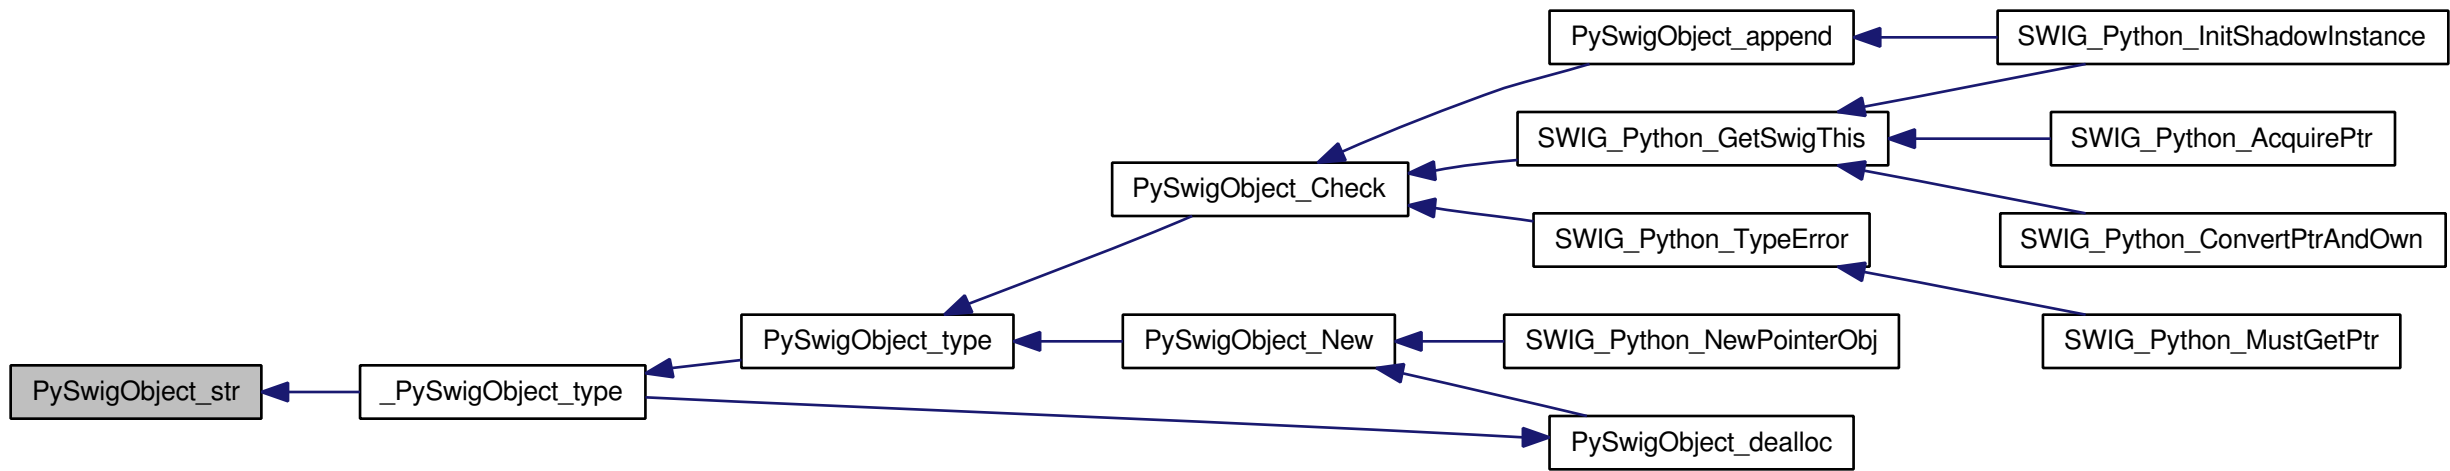 PySwigObject_append
SWIG_Python_InitShadowInstance
SWIG_Python_GetSwigThis
SWIG_Python_AcquirePtr
PySwigObject_Check
SWIG_Python_TypeError
SWIG_Python_ConvertPtrAndOwn
PySwigObject_type
PySwigObject_New
SWIG_Python_NewPointerObj
SWIG_Python_MustGetPtr
PySwigObject_str
_PySwigObject_type
PySwigObject_dealloc